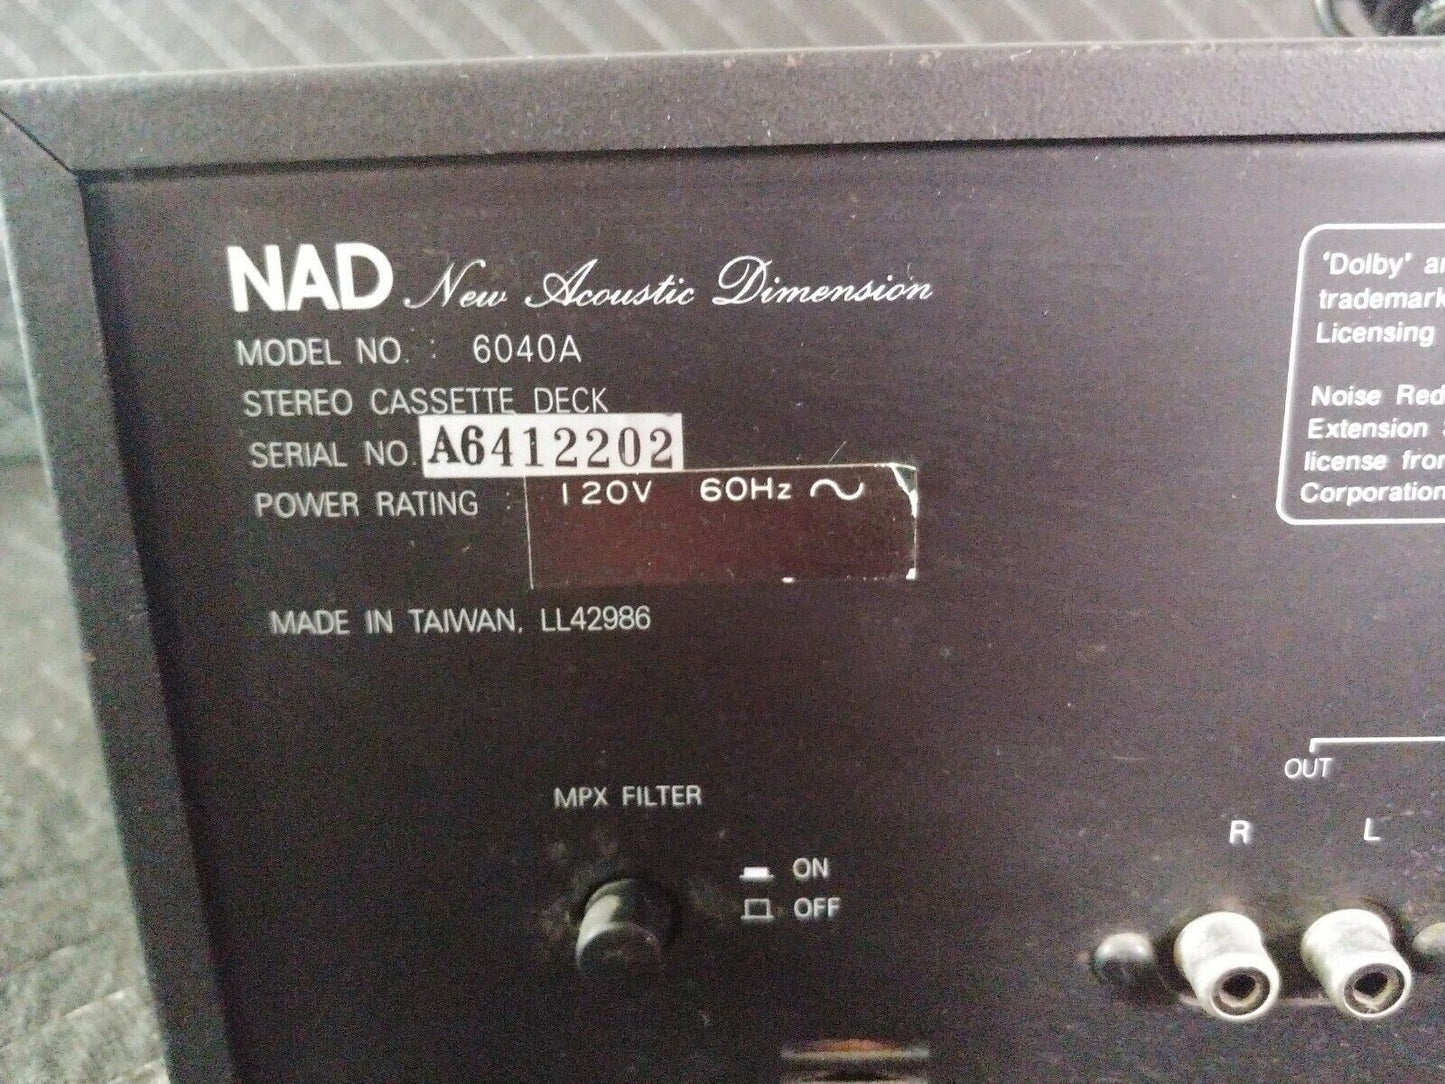 NAD New Acoustic Dimension
MODEL NO. : 6040A
STEREO CASSETTE DECK
SERIAL NO. A6412202
POWER RATING : 120V 60Hz ~
MADE IN TAIWAN. LL42986
'Dolby'
trademark
Licensing
Noise Red
Extension
license from
Corporation
MPX FILTER
ON
OFF
OUT
R L